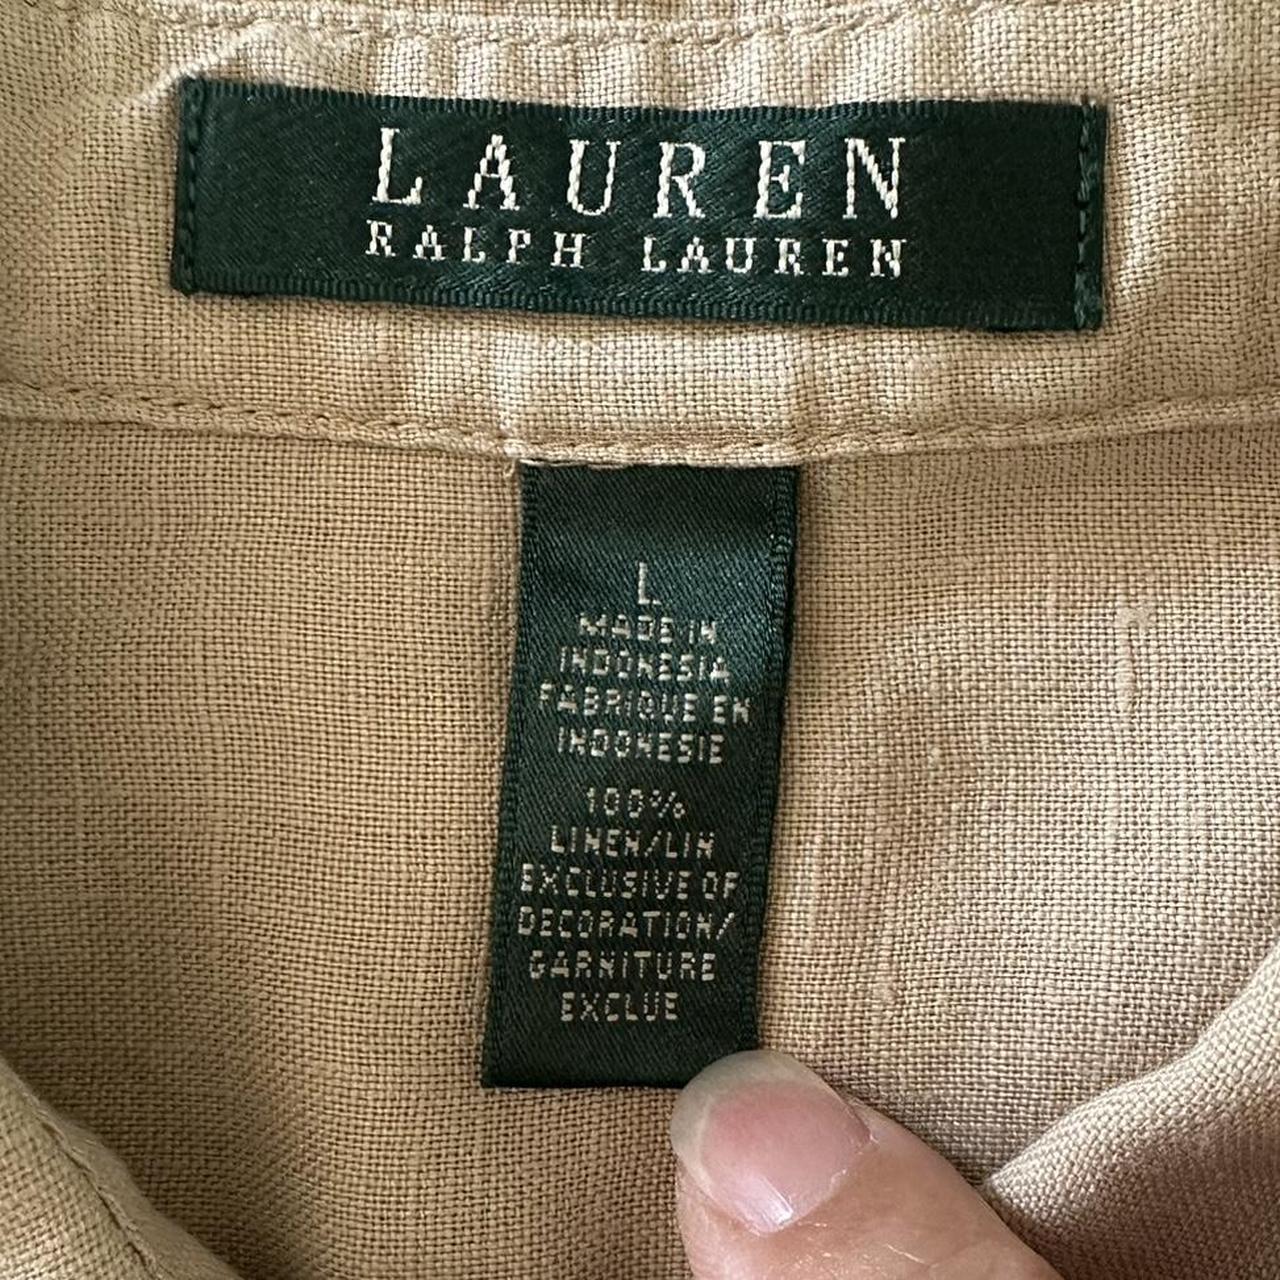 LAUREN
RALPH LAUREN
L
MADE IN
INDONESIA
FABRIQUE EN
INDONESIE
100%
LINEN/LIN
EXCLUSIVE OF
DECORATION/
GARNITURE
EXCLUE